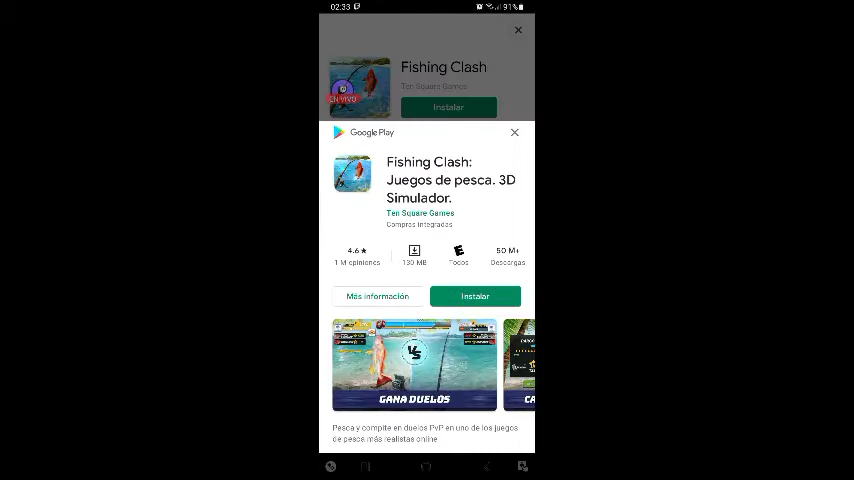 02:33
91%
Fishing Clash
Ten Square Games
EN VIVO
Instalar
Google Play
Fishing Clash:
Juegos de pesca. 3D
Simulador.
Ten Square Games
Compras integradas
4.6★
1 M opiniones
130 MB
E
Todos
50 M+
Descargas
Más información
Instalar
VS
GANA DUELOS
CA
Pesca y compite en duelos PvP en uno de los juegos
de pesca más realistas online